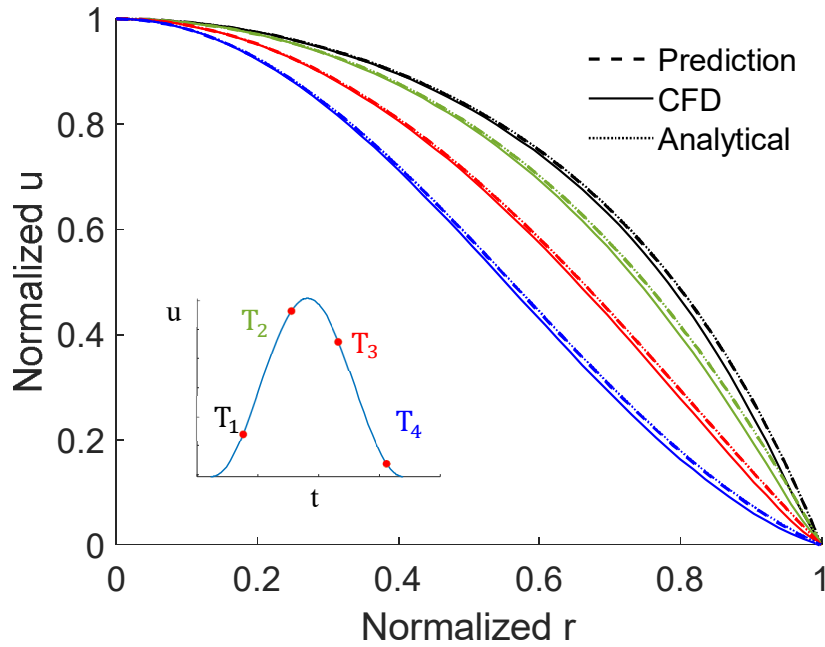 1
0.8
0.6
0.4
0.2
0
Normalized u
Prediction
CFD
Analytical
u
T2
T3
T1
T4
t
0 0.2 0.4 0.6 0.8 1
Normalized r